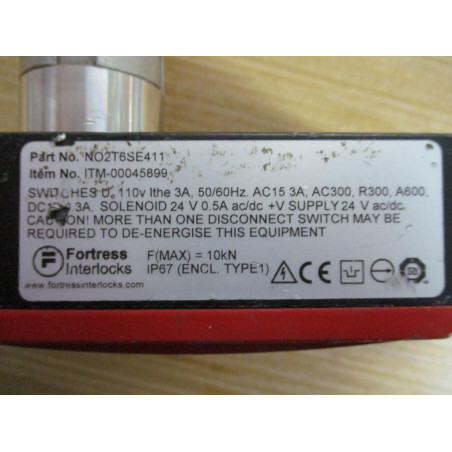 Part No. NO2T6SE411
Item No. ITM-00045899
SWITCHES U, 110v Ithe 3A, 50/60Hz. AC15 3A, AC300, R300, A600,
0.3A. SOLENOID 24 V 0.5A ac/dc +V SUPPLY 24 V ac/dc.
CAUTION! MORE THAN ONE DISCONNECT SWITCH MAY BE
REQUIRED TO DE-ENERGISE THIS EQUIPMENT
Fortress
Interlocks
F(MAX) = 10kN
IP67 (ENCL. TYPE1)
CE
www.fortressinterlocks.com